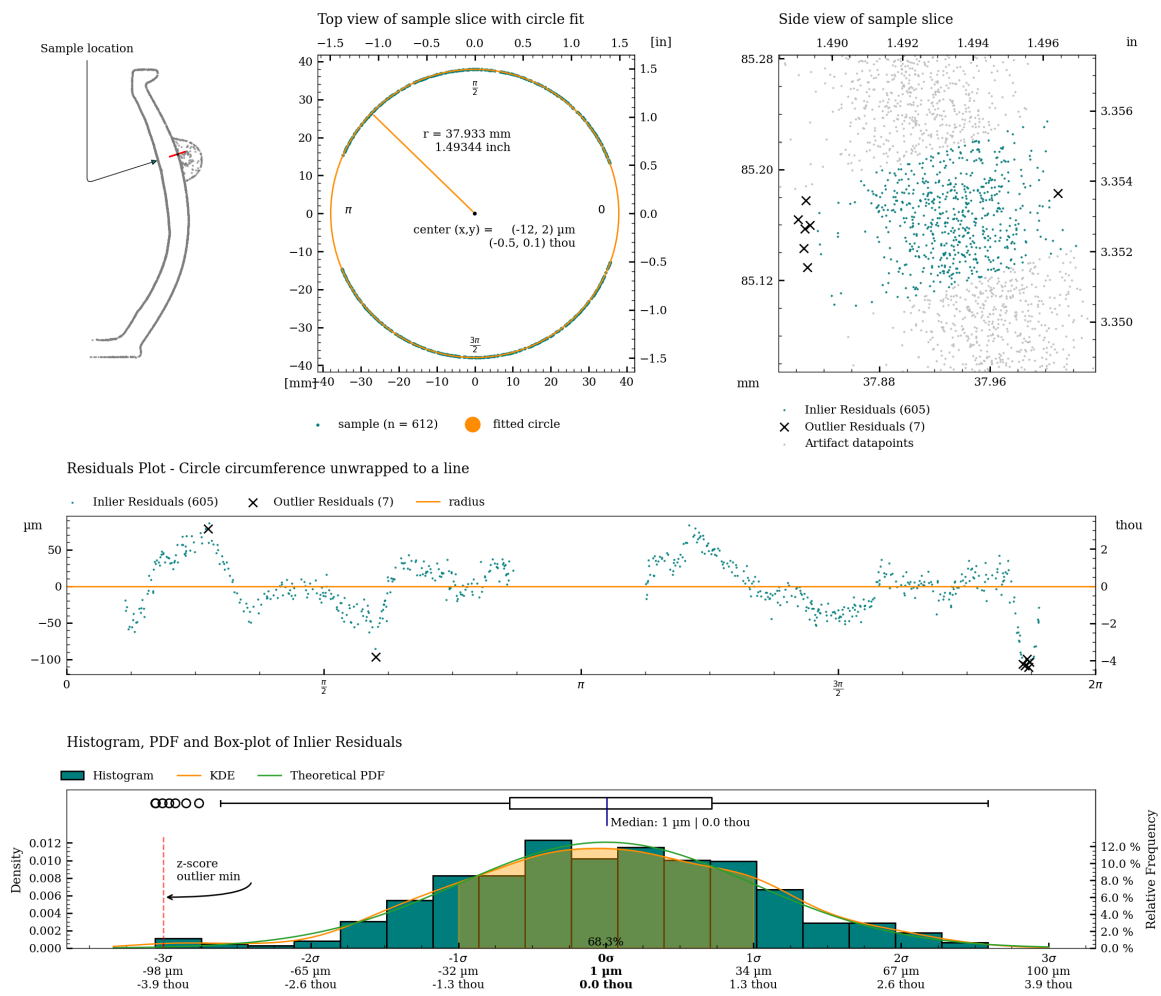 Sample location
Top view of sample slice with circle fit
−1.5 −1.0 −0.5 0.0 0.5 1.0 1.5 [in]
40
30
20
10
0
−10
−20
−30
−40
π/2
r = 37.933 mm
1.49344 inch
π
0
center (x,y) = (-12, 2) µm
(-0.5, 0.1) thou
3π/2
1.5
1.0
0.5
0.0
−0.5
−1.0
−1.5
[mm] −40 −30 −20 −10 0 10 20 30 40
sample (n = 612) fitted circle
Side view of sample slice
1.490 1.492 1.494 1.496 in
85.28
85.20
85.12
3.356
3.354
3.352
3.350
mm 37.88 37.96
Inlier Residuals (605)
Outlier Residuals (7)
Artifact datapoints
Residuals Plot - Circle circumference unwrapped to a line
Inlier Residuals (605) Outlier Residuals (7) radius
µm
thou
50
0
−50
−100
2
0
−2
−4
0 π/2 π 3π/2 2π
Histogram, PDF and Box-plot of Inlier Residuals
Histogram KDE Theoretical PDF
Median: 1 µm | 0.0 thou
z-score
outlier min
Density
0.012
0.010
0.008
0.006
0.004
0.002
0.000
68.3%
12.0 %
10.0 %
8.0 %
6.0 %
4.0 %
2.0 %
0.0 %
Relative Frequency
-3σ -2σ -1σ 0σ 1σ 2σ 3σ
-98 µm -65 µm -32 µm 1 µm 34 µm 67 µm 100 µm
-3.9 thou -2.6 thou -1.3 thou 0.0 thou 1.3 thou 2.6 thou 3.9 thou